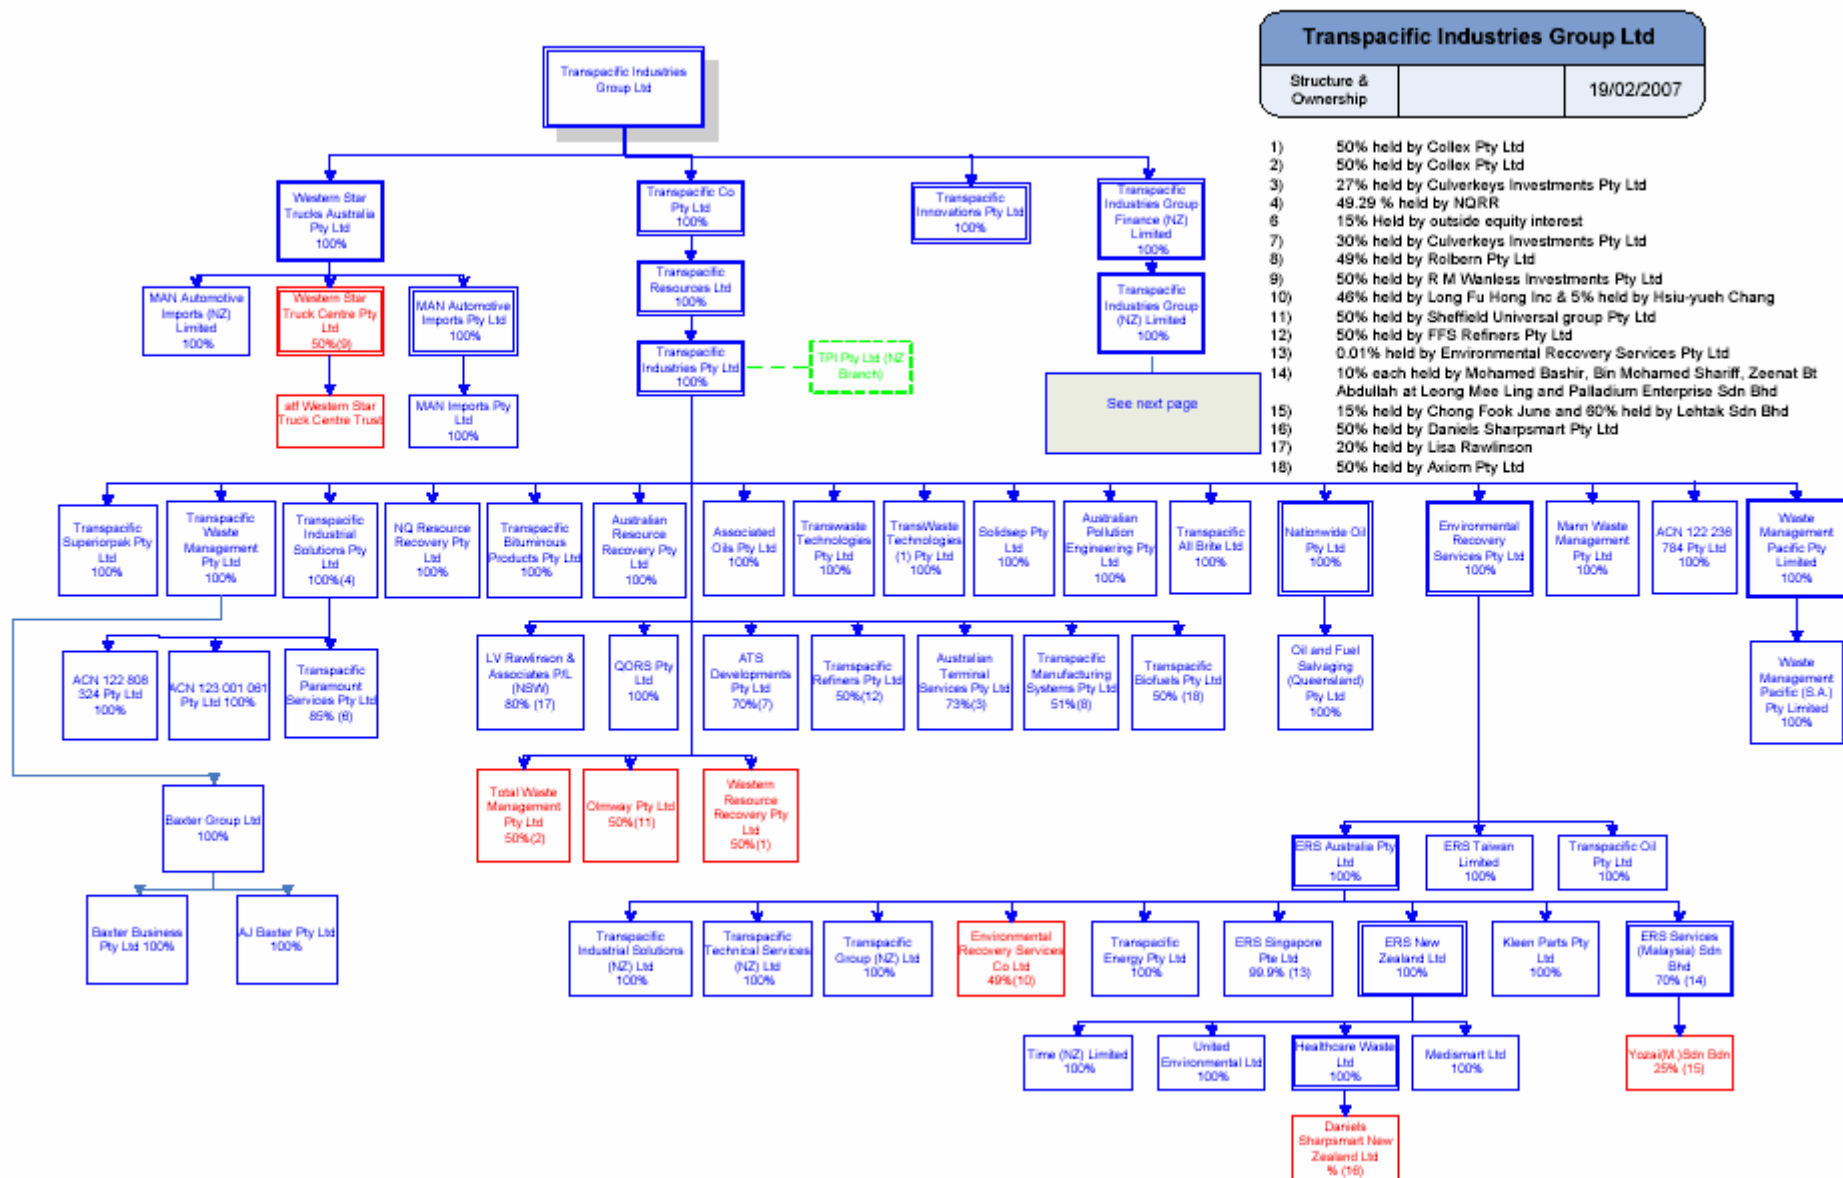 Transpacific Industries Group Ltd
Structure &
Ownership
19/02/2007
Transpacific Industries
Group Ltd
1) 50% held by Collex Pty Ltd
2) 50% held by Collex Pty Ltd
3) 27% held by Culverkeys Investments Pty Ltd
4) 49.29 % held by NQRR
6 15% Held by outside equity interest
7) 30% held by Culverkeys Investments Pty Ltd
8) 49% held by Rolbern Pty Ltd
9) 50% held by R M Wanless Investments Pty Ltd
10) 46% held by Long Fu Hong Inc & 5% held by Hsiu-yueh Chang
11) 50% held by Sheffield Universal group Pty Ltd
12) 50% held by FFS Refiners Pty Ltd
13) 0.01% held by Environmental Recovery Services Pty Ltd
14) 10% each held by Mohamed Bashir, Bin Mohamed Shariff, Zeenat Bt
Abdullah at Leong Mee Ling and Palladium Enterprise Sdn Bhd
15) 15% held by Chong Fook June and 60% held by Lehtak Sdn Bhd
16) 50% held by Daniels Sharpsmart Pty Ltd
17) 20% held by Lisa Rawlinson
18) 50% held by Axiom Pty Ltd
Western Star
Trucks Australia
Pty Ltd
100%
Transpacific Co
Pty Ltd
100%
Transpacific
Innovations Pty Ltd
100%
Transpacific
Industries Group
Finance (NZ)
Limited
100%
MAN Automotive
Imports (NZ)
Limited
100%
Western Star
Truck Centre Pty
Ltd
50%(9)
MAN Automotive
Imports Pty Ltd
100%
Transpacific
Resources Ltd
100%
Transpacific
Industries Group
(NZ) Limited
100%
atf Western Star
Truck Centre Trust
MAN Imports Pty
Ltd
100%
Transpacific
Industries Pty Ltd
100%
TPI Pty Ltd (NZ
Branch)
See next page
Transpacific
Superiorpak Pty
Ltd
100%
Transpacific
Waste
Management
Pty Ltd
100%
Transpacific
Industrial
Solutions Pty
Ltd
100%(4)
NQ Resource
Recovery Pty
Ltd
100%
Transpacific
Bituminous
Products Pty Ltd
100%
Australian
Resource
Recovery Pty
Ltd
100%
Associated
Oils Pty Ltd
100%
Transwaste
Technologies
Pty Ltd
100%
TransWaste
Technologies
(1) Pty Ltd
100%
Solidsep Pty
Ltd
100%
Australian
Pollution
Engineering Pty
Ltd
100%
Transpacific
All Brite Ltd
100%
Nationwide Oil
Pty Ltd
100%
Environmental
Recovery
Services Pty Ltd
100%
Mann Waste
Management Pty
Ltd
100%
ACN 122 236
784 Pty Ltd
100%
Waste
Management
Pacific Pty
Limited
100%
ACN 122 808
324 Pty Ltd
100%
ACN 123 001 061
Pty Ltd 100%
Transpacific
Paramount
Services Pty Ltd
85% (6)
LV Rawlinson &
Associates P/L
(NSW)
80% (17)
QORS Pty
Ltd
100%
ATS
Developments
Pty Ltd
70%(7)
Transpacific
Refiners Pty Ltd
50%(12)
Australian
Terminal
Services Pty Ltd
73%(3)
Transpacific
Manufacturing
Systems Pty Ltd
51%(8)
Transpacific
Biofuels Pty Ltd
50% (18)
Oil and Fuel
Salvaging
(Queensland)
Pty Ltd
100%
Waste
Management
Pacific (S.A.)
Pty Limited
100%
Baxter Group Ltd
100%
Total Waste
Management
Pty Ltd
50%(2)
Olmway Pty Ltd
50%(11)
Western
Resource
Recovery Pty
Ltd
50%(1)
ERS Australia Pty
Ltd
100%
ERS Taiwan
Limited
100%
Transpacific Oil
Pty Ltd
100%
Baxter Business
Pty Ltd 100%
AJ Baxter Pty Ltd
100%
Transpacific
Industrial Solutions
(NZ) Ltd
100%
Transpacific
Technical Services
(NZ) Ltd
100%
Transpacific
Group (NZ) Ltd
100%
Environmental
Recovery Services
Co Ltd
49%(10)
Transpacific
Energy Pty Ltd
100%
ERS Singapore
Pte Ltd
99.9% (13)
ERS New
Zealand Ltd
100%
Kleen Parts Pty
Ltd
100%
ERS Services
(Malaysia) Sdn
Bhd
70% (14)
Time (NZ) Limited
100%
United
Environmental Ltd
100%
Healthcare Waste
Ltd
100%
Medismart Ltd
100%
Yozai(M.)Sdn Bdn
25% (15)
Daniels
Sharpsmart New
Zealand Ltd
% (16)